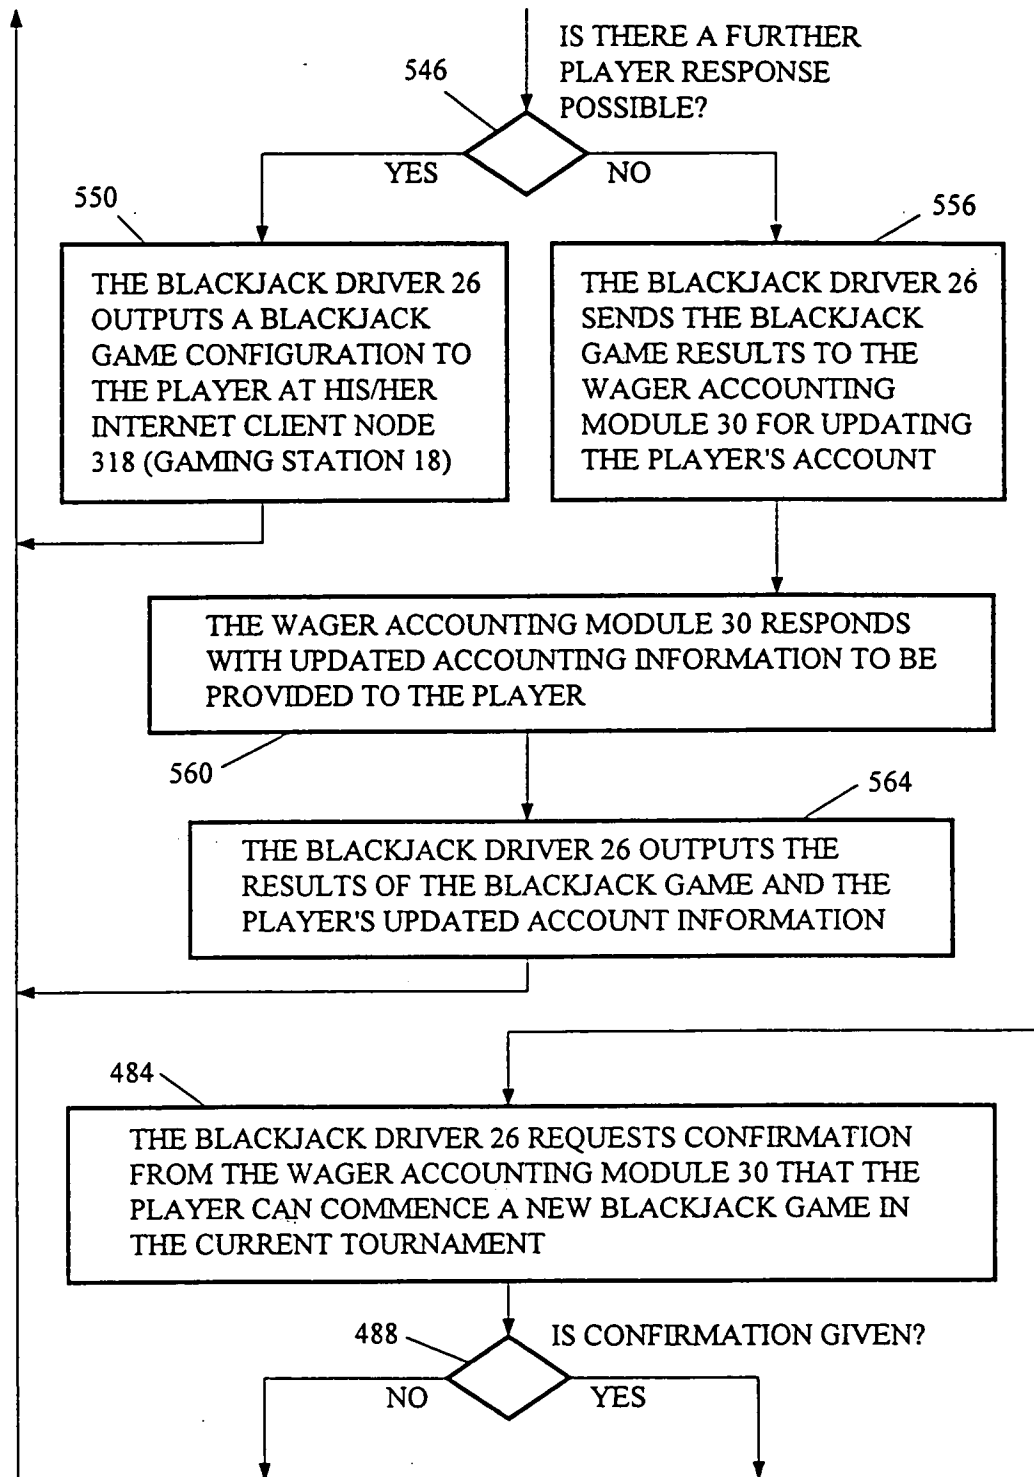 IS THERE A FURTHER
PLAYER RESPONSE
POSSIBLE?
546
YES
NO
550
556
THE BLACKJACK DRIVER 26
OUTPUTS A BLACKJACK
GAME CONFIGURATION TO
THE PLAYER AT HIS/HER
INTERNET CLIENT NODE
318 (GAMING STATION 18)
THE BLACKJACK DRIVER 26
SENDS THE BLACKJACK
GAME RESULTS TO THE
WAGER ACCOUNTING
MODULE 30 FOR UPDATING
THE PLAYER'S ACCOUNT
THE WAGER ACCOUNTING MODULE 30 RESPONDS
WITH UPDATED ACCOUNTING INFORMATION TO BE
PROVIDED TO THE PLAYER
560
564
THE BLACKJACK DRIVER 26 OUTPUTS THE
RESULTS OF THE BLACKJACK GAME AND THE
PLAYER'S UPDATED ACCOUNT INFORMATION
484
THE BLACKJACK DRIVER 26 REQUESTS CONFIRMATION
FROM THE WAGER ACCOUNTING MODULE 30 THAT THE
PLAYER CAN COMMENCE A NEW BLACKJACK GAME IN
THE CURRENT TOURNAMENT
488
IS CONFIRMATION GIVEN?
NO
YES